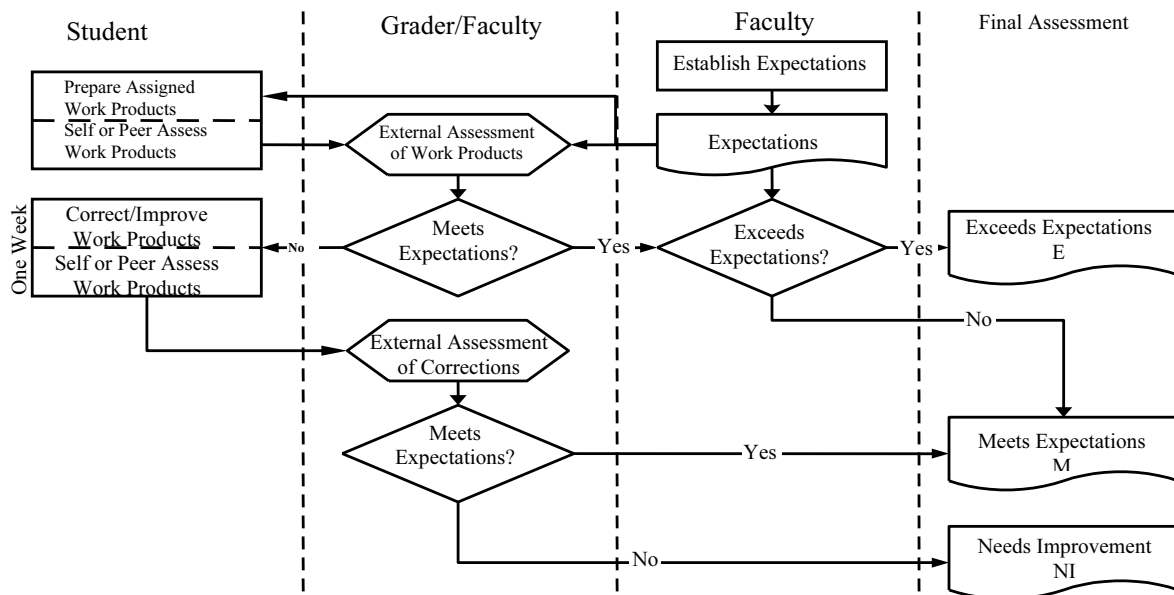 Student
Grader/Faculty
Faculty
Final Assessment
Establish Expectations
Prepare Assigned
Work Products
Self or Peer Assess
Work Products
External Assessment
of Work Products
Expectations
One Week
Correct/Improve
Work Products
Self or Peer Assess
Work Products
No
Meets
Expectations?
Yes
Exceeds
Expectations?
Yes
Exceeds Expectations
E
No
External Assessment
of Corrections
Meets
Expectations?
Yes
Meets Expectations
M
No
Needs Improvement
NI